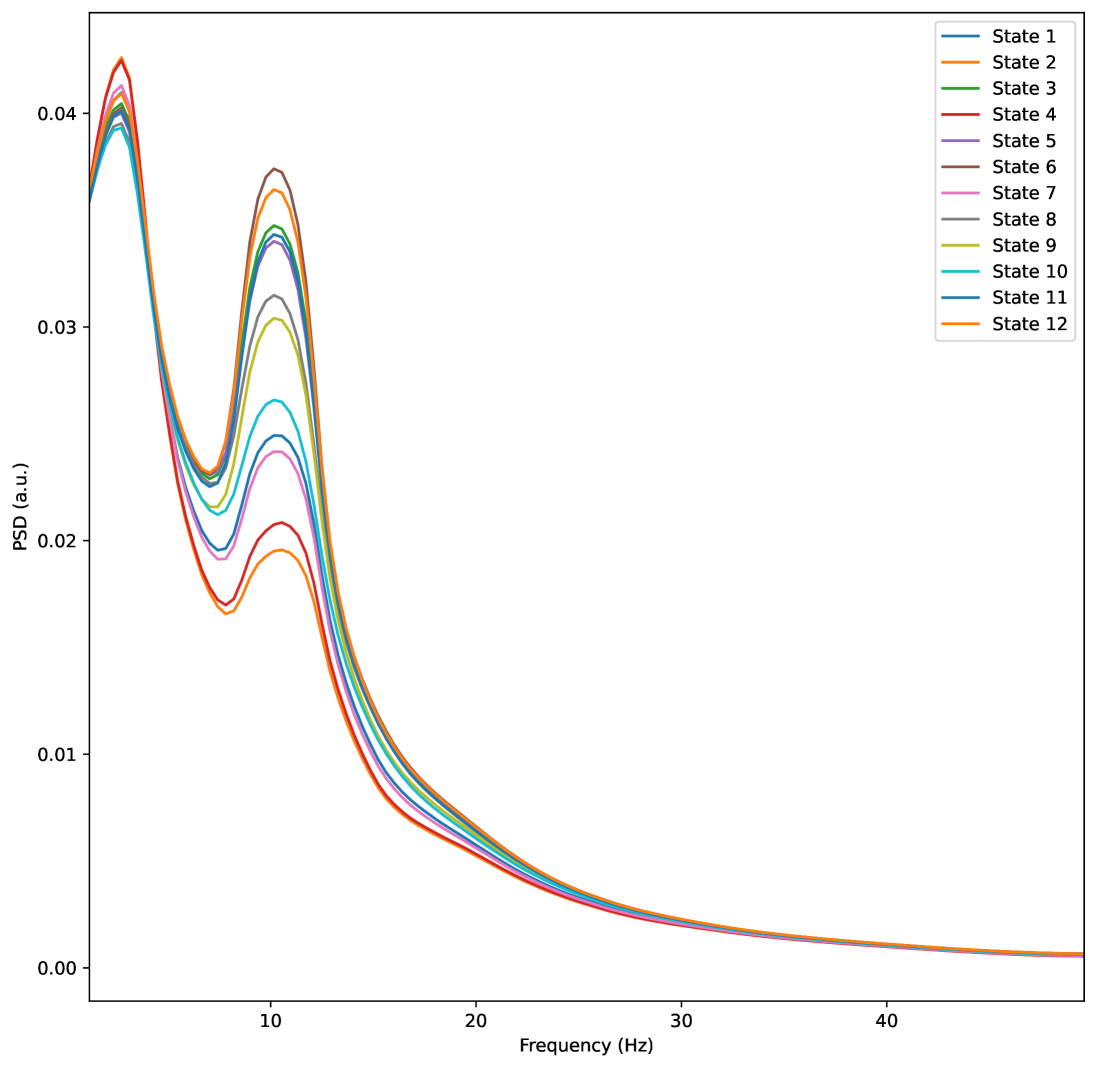 State 1
State 2
State 3
State 4
State 5
State 6
State 7
State 8
State 9
State 10
State 11
State 12
0.04
0.03
0.02
0.01
0.00
PSD (a.u.)
10 20 30 40
Frequency (Hz)